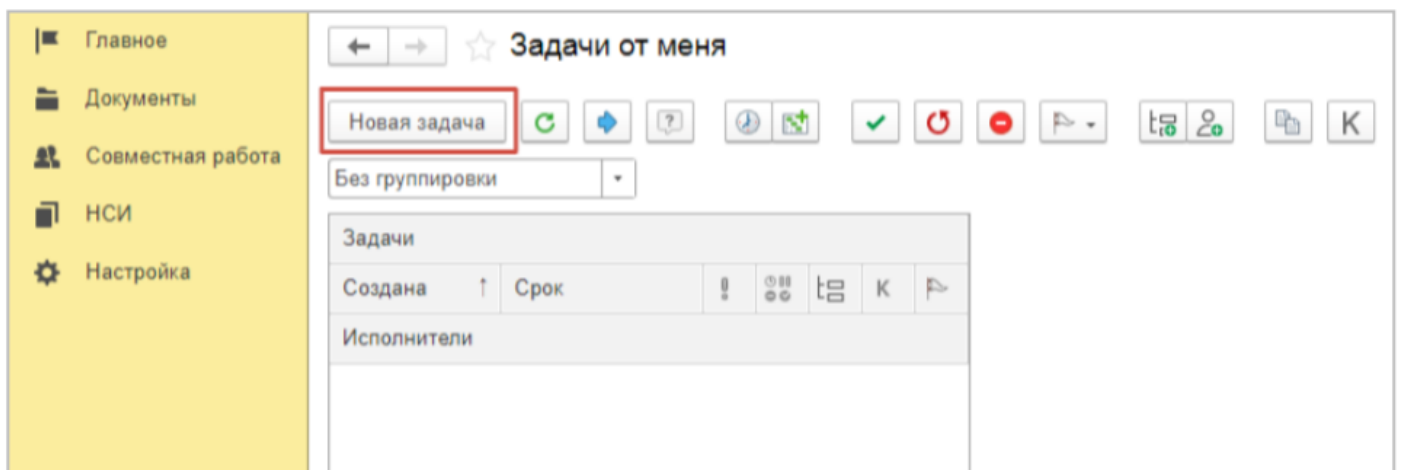 Главное
Документы
Совместная работа
НСИ
Настройка
Задачи от меня
Новая задача
?
К
Без группировки
Задачи
Создана ↑ Срок К
Исполнители